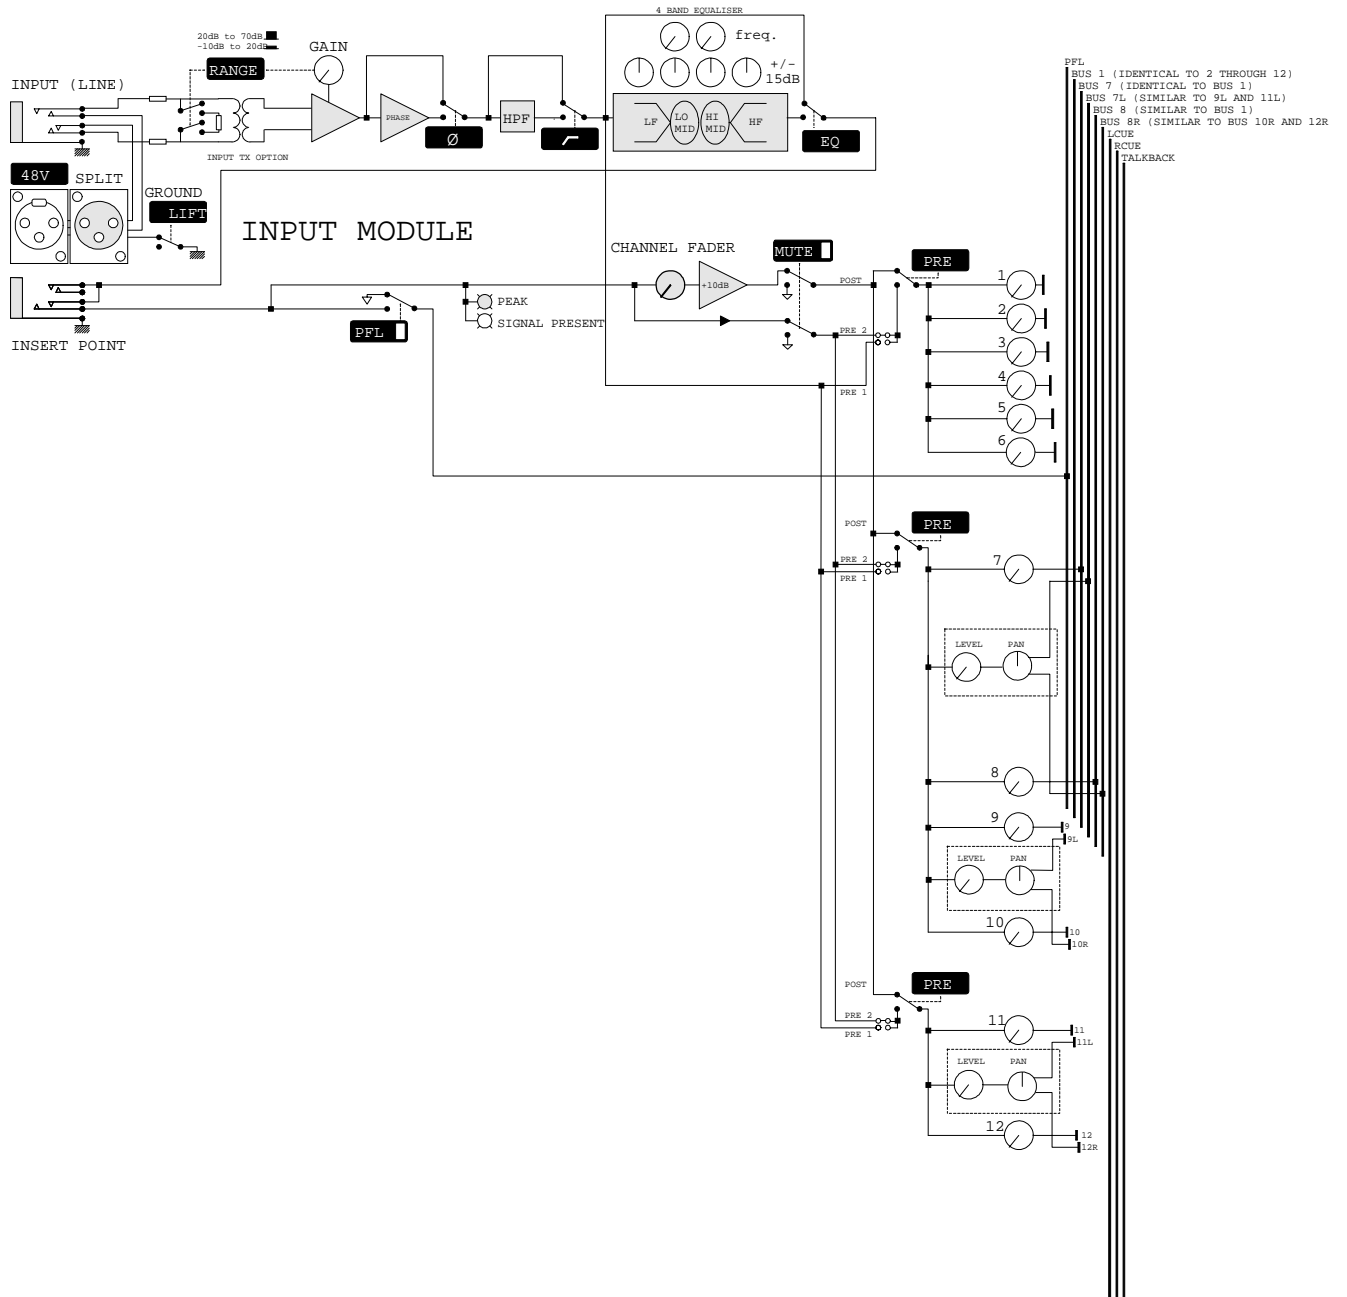 4 BAND EQUALISER
20dB to 70dB
-10dB to 20dB
GAIN
freq.
RANGE
+/-
15dB
INPUT (LINE)
PHASE
HPF
LF
LO
MID
HI
MID
HF
Ø
EQ
INPUT TX OPTION
48V
SPLIT
GROUND
LIFT
INPUT MODULE
CHANNEL FADER
MUTE
PRE
+10dB
POST
PEAK
SIGNAL PRESENT
PFL
INSERT POINT
PRE 2
PRE 1
1
2
3
4
5
6
PFL
BUS 1 (IDENTICAL TO 2 THROUGH 12)
BUS 7 (IDENTICAL TO BUS 1)
BUS 7L (SIMILAR TO 9L AND 11L)
BUS 8 (SIMILAR TO BUS 1)
BUS 8R (SIMILAR TO BUS 10R AND 12R
LCUE
RCUE
TALKBACK
POST
PRE
PRE 2
PRE 1
7
LEVEL
PAN
8
9
9
9L
LEVEL
PAN
10
10
10R
POST
PRE
PRE 2
PRE 1
11
11
11L
LEVEL
PAN
12
12
12R